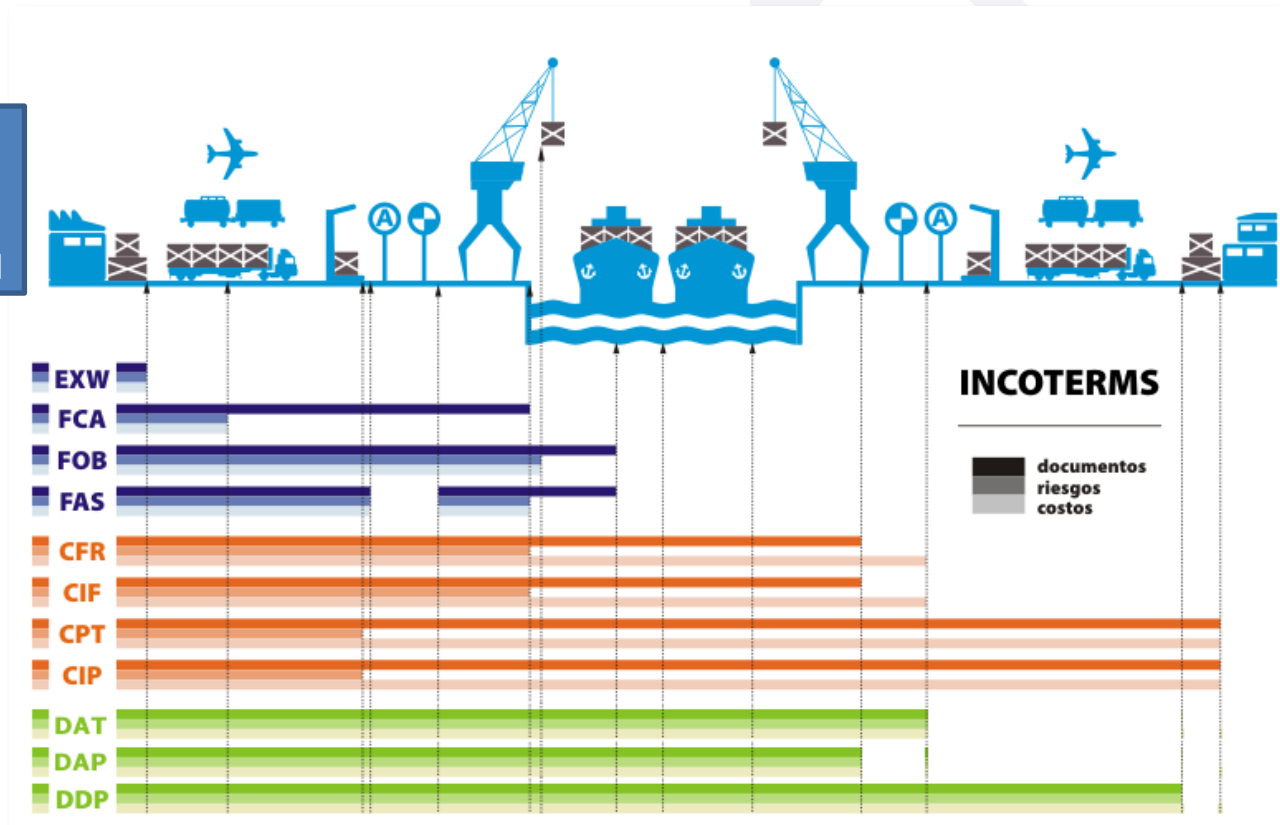 A
A
EXW
FCA
FOB
FAS
CFR
CIF
CPT
CIP
DAT
DAP
DDP
INCOTERMS
documentos
riesgos
costos